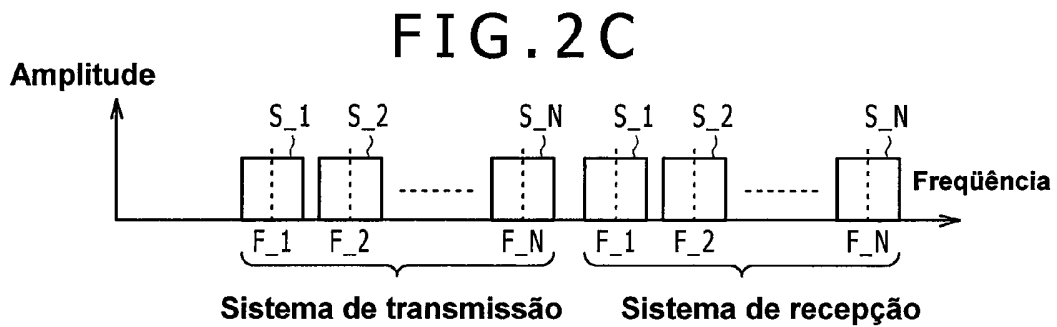 FIG.2C
Amplitude
S_1 S_2 S_N S_1 S_2 S_N
Freqüência
F_1 F_2 F_N F_1 F_2 F_N
Sistema de transmissão Sistema de recepção